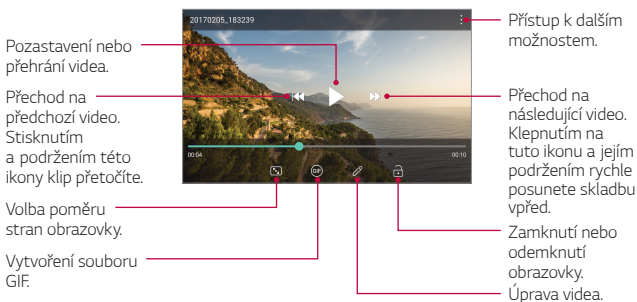 20170205_183239
Pozastavení nebo
přehrání videa.
Přechod na
předchozí video.
Stisknutím
a podržením této
ikony klip přetočíte.
Volba poměru
stran obrazovky.
Vytvoření souboru
GIF.
00:04
00:10
GIF
Přístup k dalším
možnostem.
Přechod na
následující video.
Klepnutím na
tuto ikonu a jejím
podržením rychle
posunete skladbu
vpřed.
Zamknutí nebo
odemknutí
obrazovky.
Úprava videa.